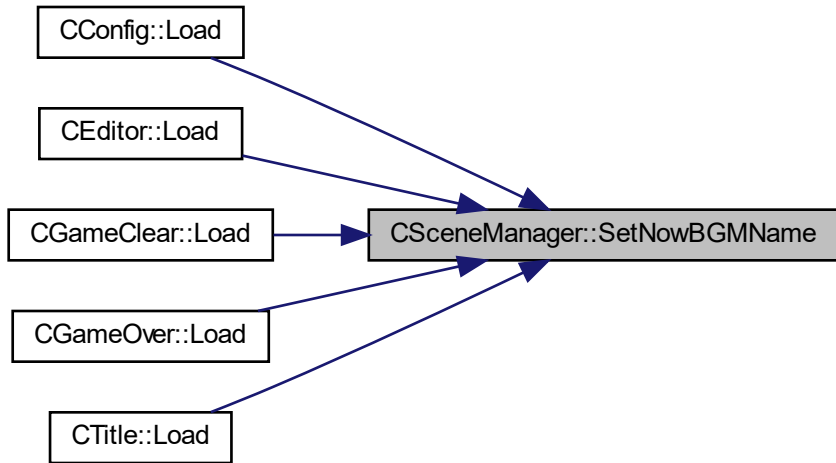 CConfig::Load
CEditor::Load
CGameClear::Load
CSceneManager::SetNowBGMName
CGameOver::Load
CTitle::Load